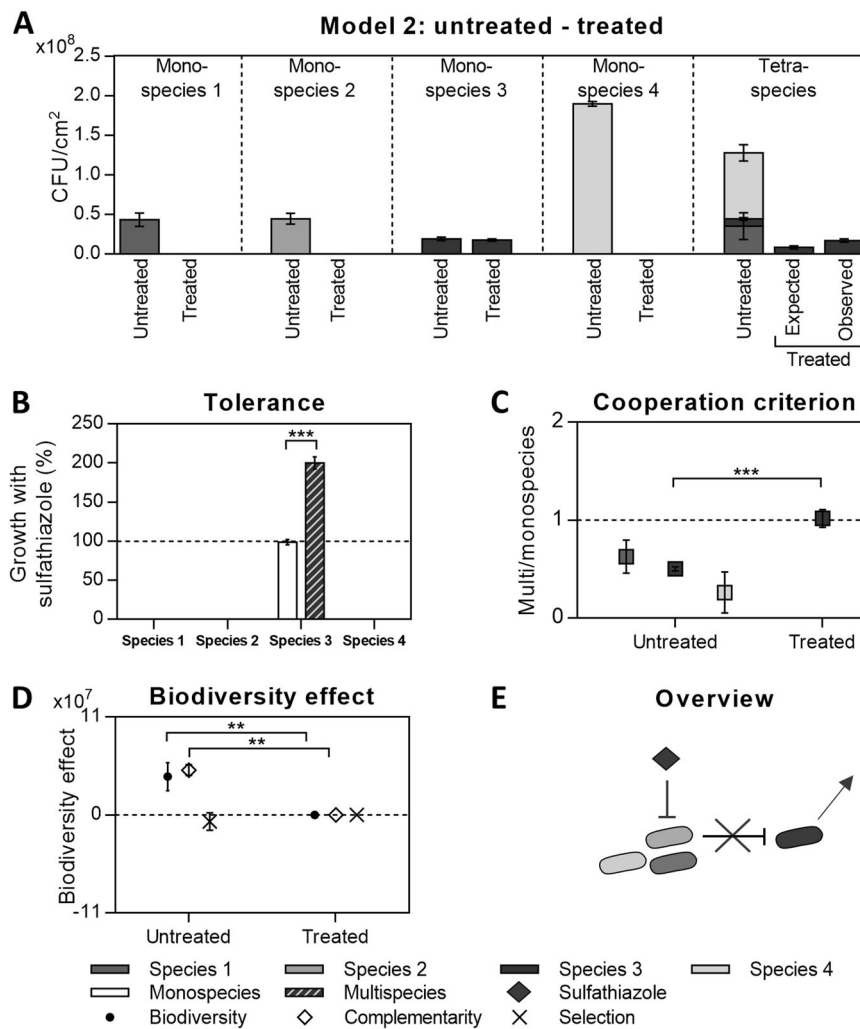 A
Model 2: untreated - treated
x10⁸
Mono-
species 1
Mono-
species 2
Mono-
species 3
Mono-
species 4
Tetra-
species
2.5
2.0
1.5
1.0
0.5
0.0
CFU/cm²
Untreated
Treated
Untreated
Treated
Untreated
Treated
Untreated
Treated
Untreated
Expected
Observed
Treated
B
Tolerance
Growth with
sulfathiazole (%)
250
200
150
100
50
0
***
Species 1
Species 2
Species 3
Species 4
C
Cooperation criterion
Multi/monospecies
2
1
0
***
Untreated
Treated
D
Biodiversity effect
x10⁷
Biodiversity effect
11
0
-11
**
**
Untreated
Treated
E
Overview
Species 1
Species 2
Species 3
Species 4
Monospecies
Multispecies
Sulfathiazole
Biodiversity
Complementarity
Selection